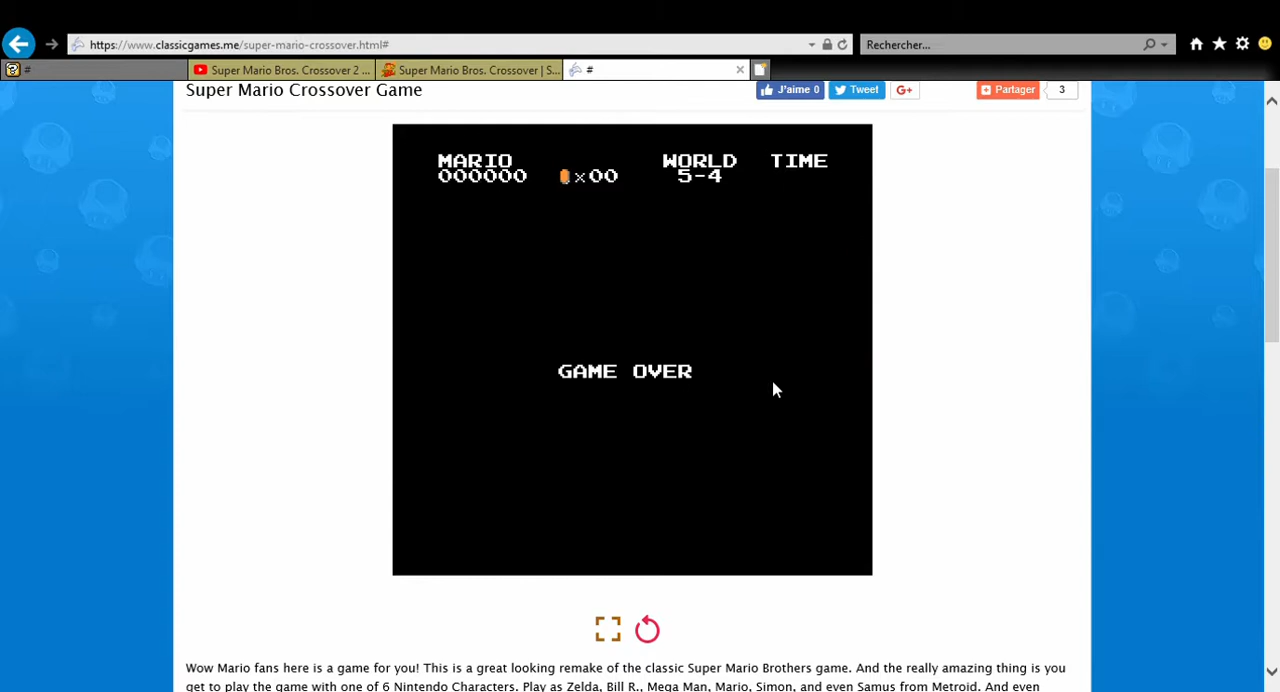 https://www.classicgames.me/super-mario-crossover.html#
Rechercher...
#
Super Mario Bros. Crossover 2 ...
Super Mario Bros. Crossover | S...
#
Super Mario Crossover Game
J'aime 0
Tweet
G+
Partager
3
MARIO
WORLD
TIME
000000
×00
5-4
GAME OVER
Wow Mario fans here is a game for you! This is a great looking remake of the classic Super Mario Brothers game. And the really amazing thing is you
get to play the game with one of 6 Nintendo Characters. Play as Zelda, Bill R., Mega Man, Mario, Simon, and even Samus from Metroid. And even